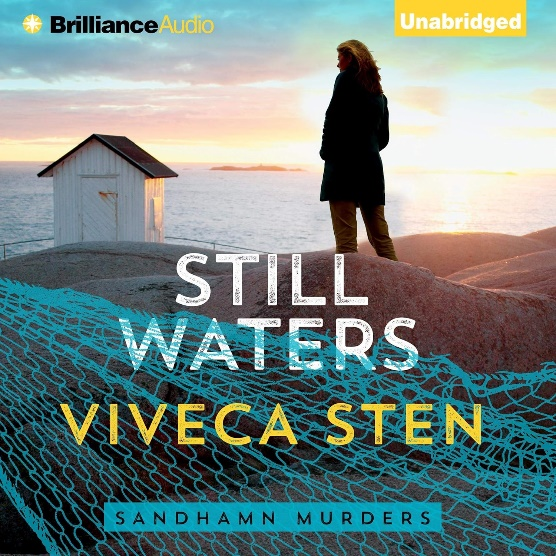 BrillianceAudio
Unabridged
STILL
WATERS
VIVECA STEN
SANDHAMN MURDERS